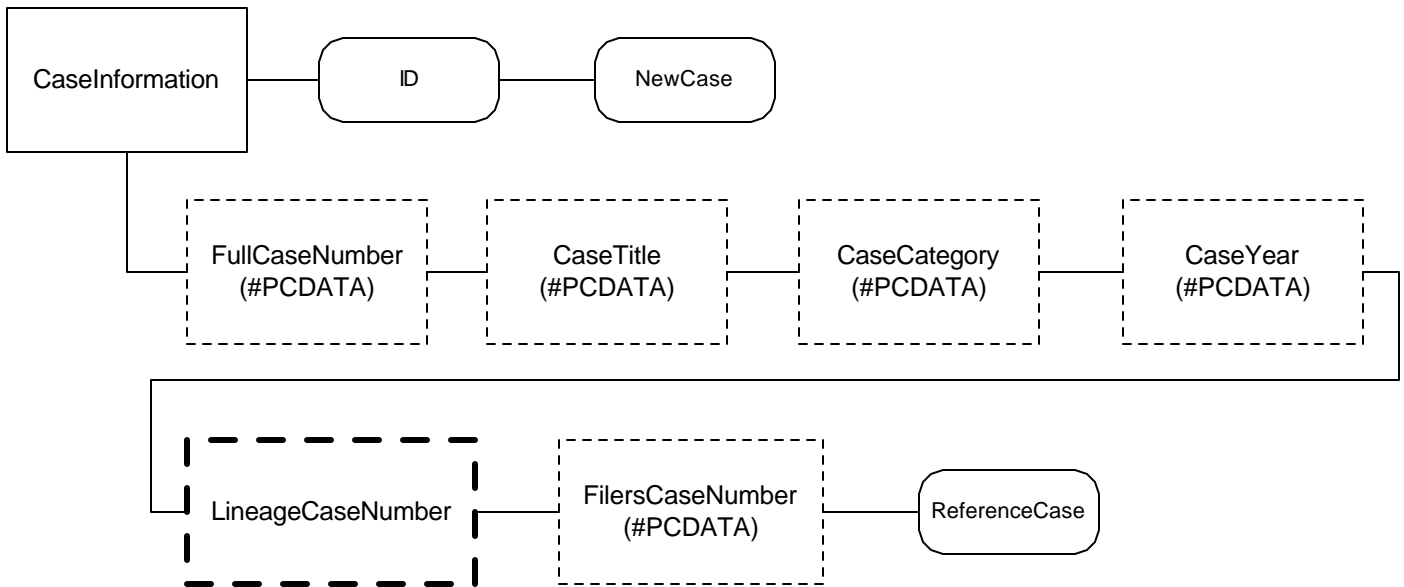 CaseInformation
ID
NewCase
FullCaseNumber
(#PCDATA)
CaseTitle
(#PCDATA)
CaseCategory
(#PCDATA)
CaseYear
(#PCDATA)
LineageCaseNumber
FilersCaseNumber
(#PCDATA)
ReferenceCase